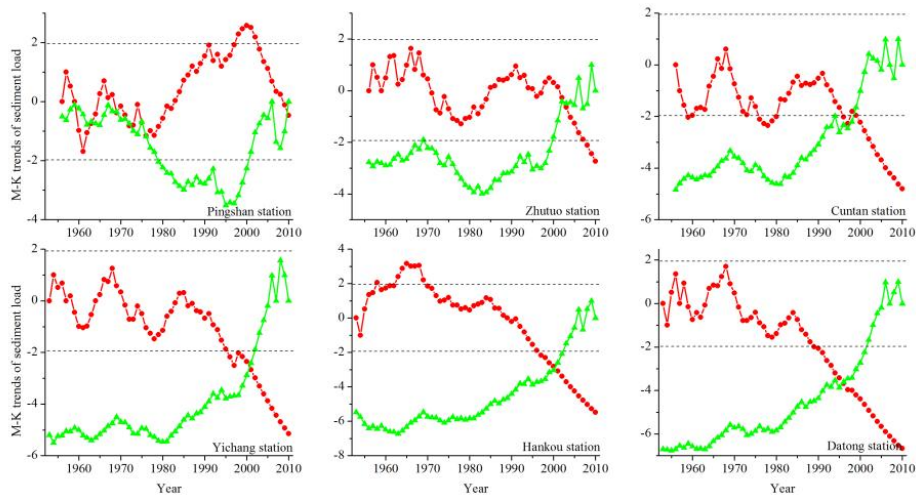 M-K trends of sediment load
2
0
-2
-4
1960 1970 1980 1990 2000 2010
Pingshan station
2
0
-2
-4
-6
1960 1970 1980 1990 2000 2010
Zhutuo station
2
0
-2
-4
-6
1960 1970 1980 1990 2000 2010
Cuntan station
M-K trends of sediment load
2
0
-2
-4
-6
1960 1970 1980 1990 2000 2010
Yichang station
Year
4
2
0
-2
-4
-6
-8
1960 1970 1980 1990 2000 2010
Hankou station
Year
2
0
-2
-4
-6
1960 1970 1980 1990 2000 2010
Datong station
Year